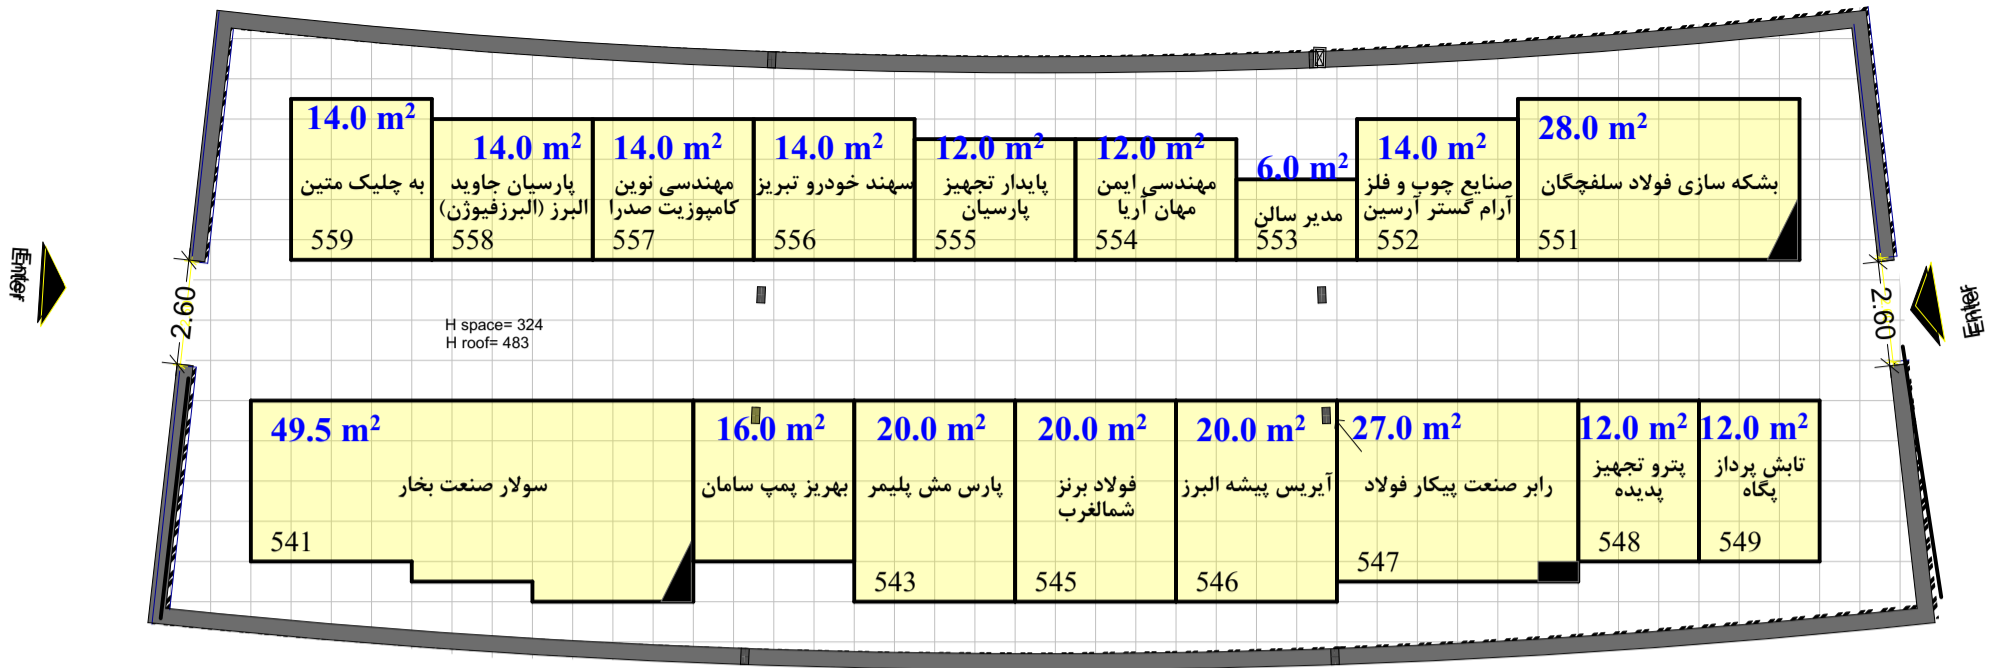 14.0 m²
به چلیک متین
559
14.0 m²
پارسیان جاوید
البرز (البرزفیوژن)
558
14.0 m²
مهندسی نوین
کامپوزیت صدرا
557
14.0 m²
سهند خودرو تبریز
556
12.0 m²
پایدار تجهیز
پارسیان
555
12.0 m²
مهندسی ایمن
مهان آریا
554
6.0 m²
مدیر سالن
553
14.0 m²
صنایع چوب و فلز
آرام گستر آرسین
552
28.0 m²
بشکه سازی فولاد سلفچگان
551
Enter
2.60
H space= 324
H roof= 483
2.60
Enter
49.5 m²
سولار صنعت بخار
541
16.0 m²
بهریز پمپ سامان
20.0 m²
پارس مش پلیمر
543
20.0 m²
فولاد برنز
شمالغرب
545
20.0 m²
آیریس پیشه البرز
546
27.0 m²
رابر صنعت پیکار فولاد
547
12.0 m²
پترو تجهیز
پدیده
548
12.0 m²
تابش پرداز
پگاه
549